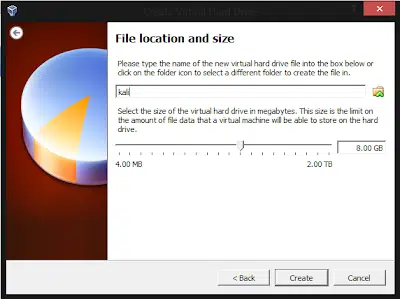 Create Virtual Hard Drive
File location and size
Please type the name of the new virtual hard drive file into the box below or
click on the folder icon to select a different folder to create the file in.
kali
Select the size of the virtual hard drive in megabytes. This size is the limit on
the amount of file data that a virtual machine will be able to store on the hard
drive.
8.00 GB
4.00 MB 2.00 TB
< Back Create Cancel